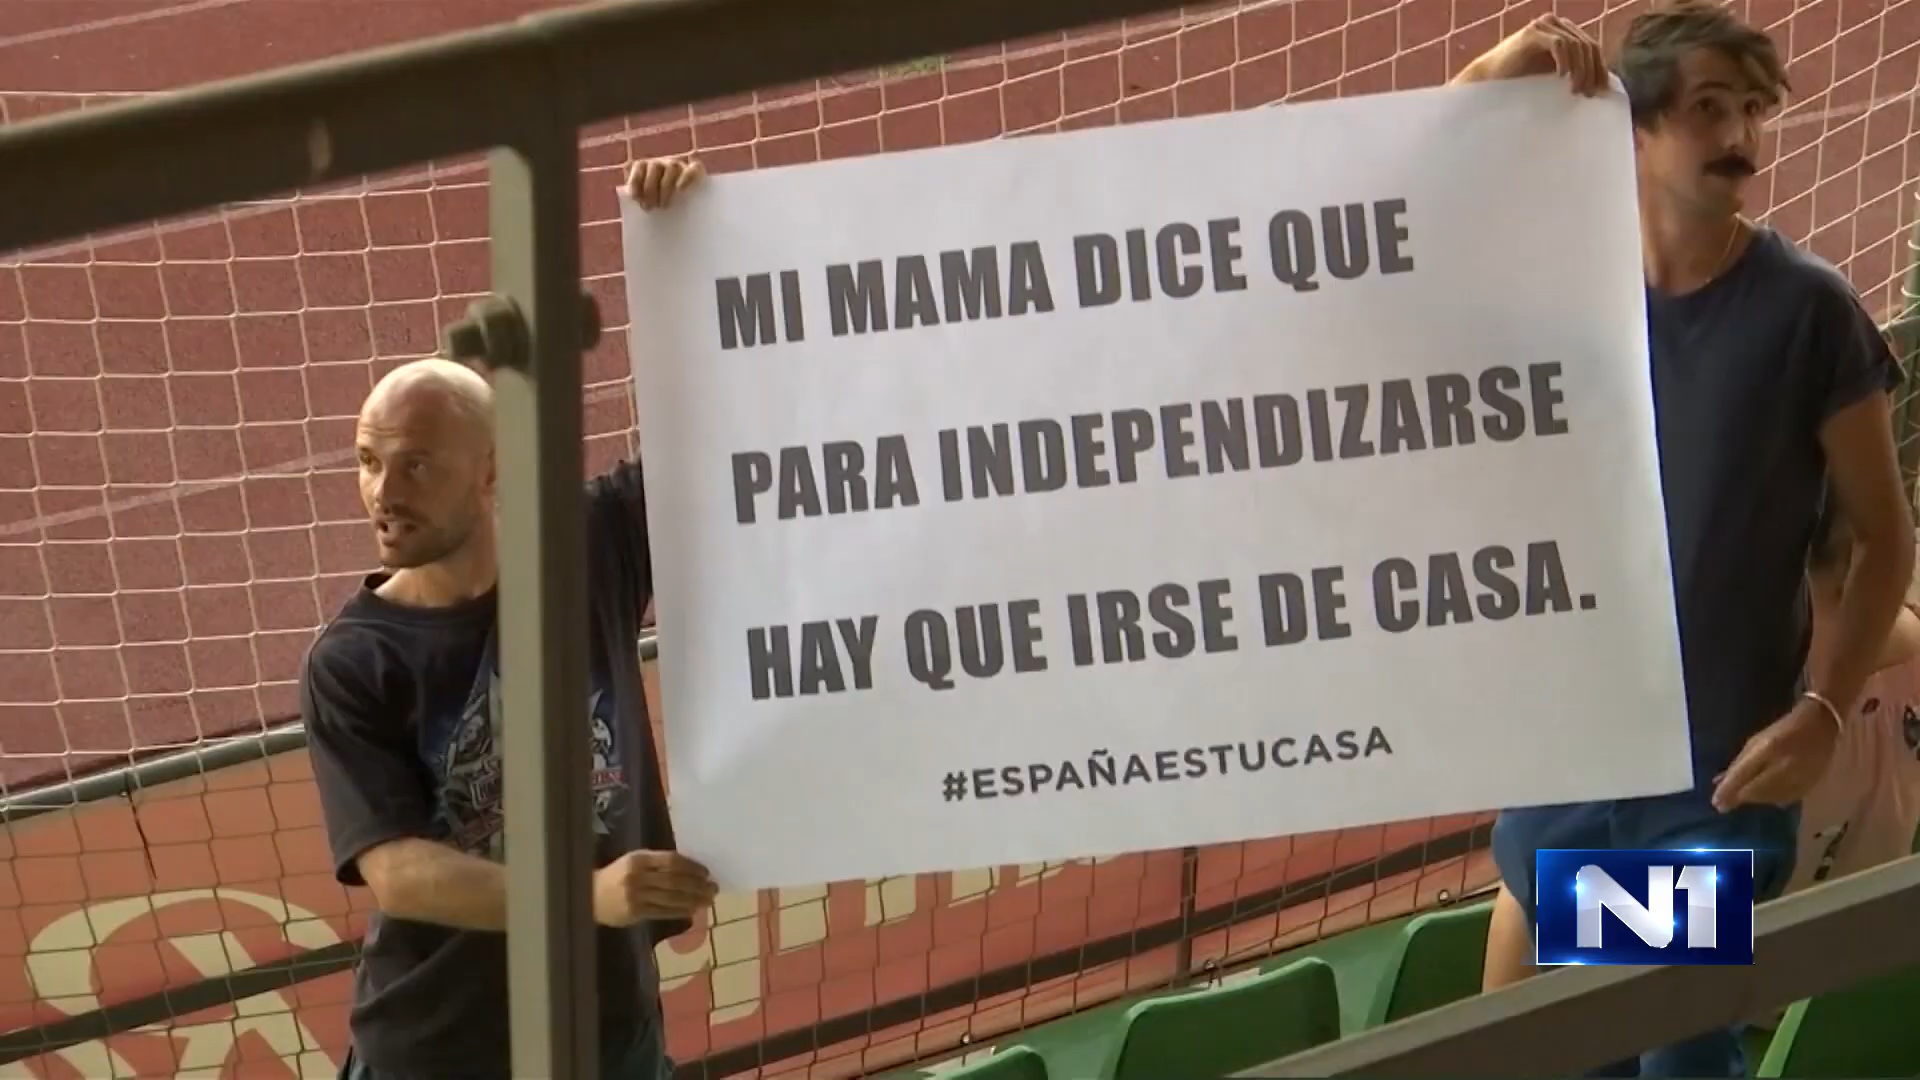 MI MAMA DICE QUE
PARA INDEPENDIZARSE
HAY QUE IRSE DE CASA.
#ESPAÑAESTUCASA
N1